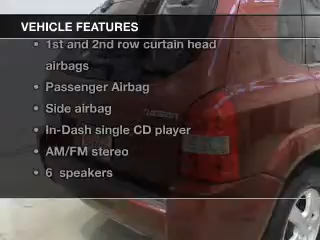 VEHICLE FEATURES
• 1st and 2nd row curtain head
airbags
• Passenger Airbag
• Side airbag
• In-Dash single CD player
• AM/FM stereo
• 6 speakers
TUCSON